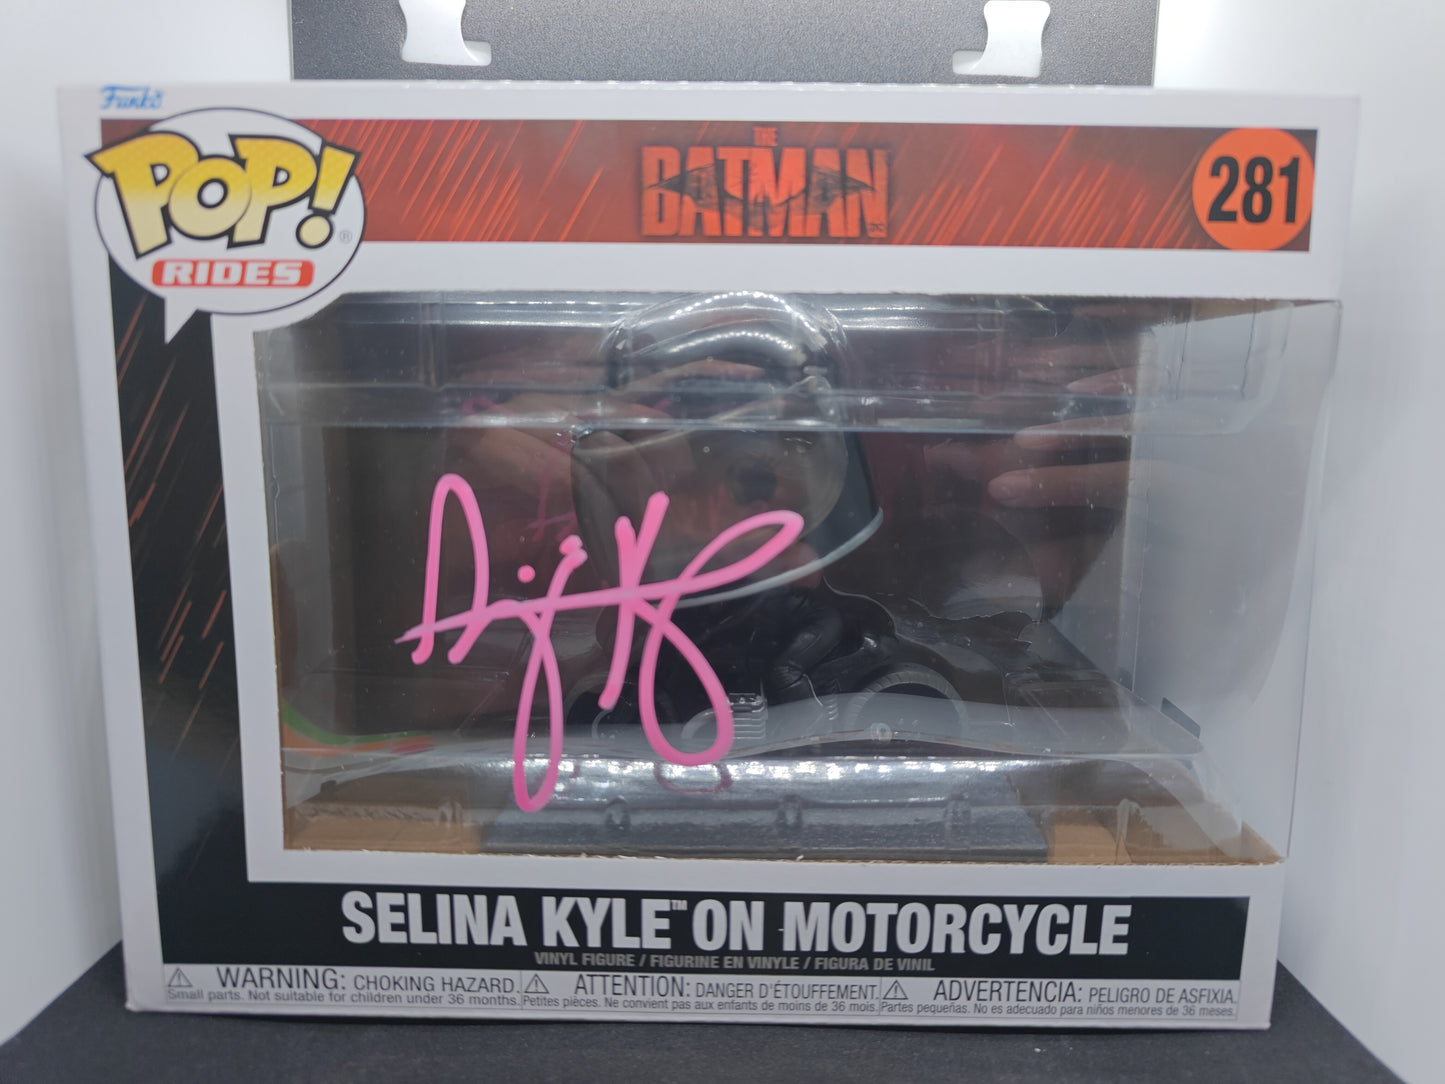 Funko
POP!®
RIDES
THE
BATMAN
281
SELINA KYLE™ ON MOTORCYCLE
VINYL FIGURE / FIGURINE EN VINYLE / FIGURA DE VINIL
⚠ WARNING: CHOKING HAZARD.
Small parts. Not suitable for children under 36 months.
⚠ ATTENTION: DANGER D'ÉTOUFFEMENT.
Petites pièces. Ne convient pas aux enfants de moins de 36 mois.
⚠ ADVERTENCIA: PELIGRO DE ASFIXIA.
Partes pequeñas. No es adecuado para niños menores de 36 meses.